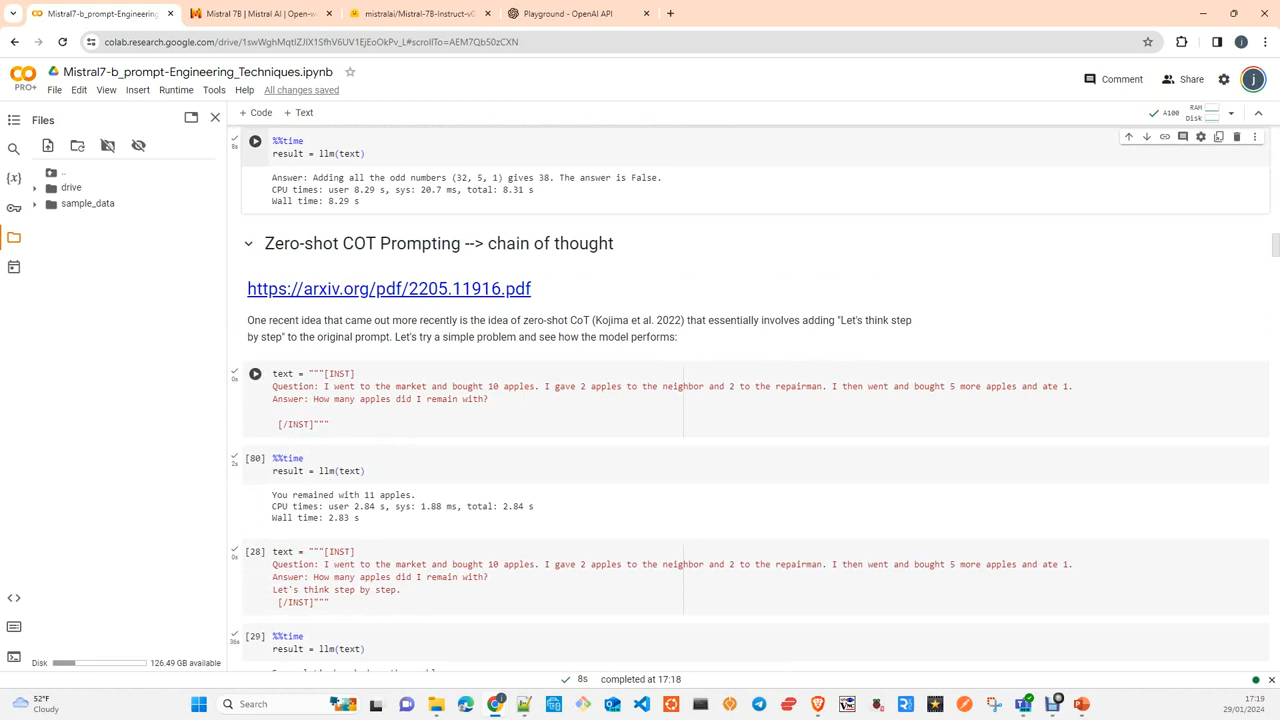 Mistral7-b_prompt-Engineering
Mistral 7B | Mistral AI | Open-w
mistralai/Mistral-7B-Instruct-v0
Playground - OpenAI API
colab.research.google.com/drive/1swWghMqtIZJIX1SfhV6UV1EjEoOkPv_L#scrollTo=AEM7Qb50zCXN
j
Mistral7-b_prompt-Engineering_Techniques.ipynb
PRO+
File Edit View Insert Runtime Tools Help All changes saved
Comment
Share
j
Files
+ Code + Text
RAM
Disk
A100
..
drive
sample_data
8s
%%time
result = llm(text)
Answer: Adding all the odd numbers (32, 5, 1) gives 38. The answer is False.
CPU times: user 8.29 s, sys: 20.7 ms, total: 8.31 s
Wall time: 8.29 s
Zero-shot COT Prompting --> chain of thought
https://arxiv.org/pdf/2205.11916.pdf
One recent idea that came out more recently is the idea of zero-shot CoT (Kojima et al. 2022) that essentially involves adding "Let's think step
by step" to the original prompt. Let's try a simple problem and see how the model performs:
0s
text = """[INST]
Question: I went to the market and bought 10 apples. I gave 2 apples to the neighbor and 2 to the repairman. I then went and bought 5 more apples and ate 1.
Answer: How many apples did I remain with?
[/INST]"""
2s
[80] %%time
result = llm(text)
You remained with 11 apples.
CPU times: user 2.84 s, sys: 1.88 ms, total: 2.84 s
Wall time: 2.83 s
0s
[28] text = """[INST]
Question: I went to the market and bought 10 apples. I gave 2 apples to the neighbor and 2 to the repairman. I then went and bought 5 more apples and ate 1.
Answer: How many apples did I remain with?
Let's think step by step.
[/INST]"""
36s
[29] %%time
result = llm(text)
Disk 126.49 GB available
8s completed at 17:18
52°F
Cloudy
Search
17:19
29/01/2024